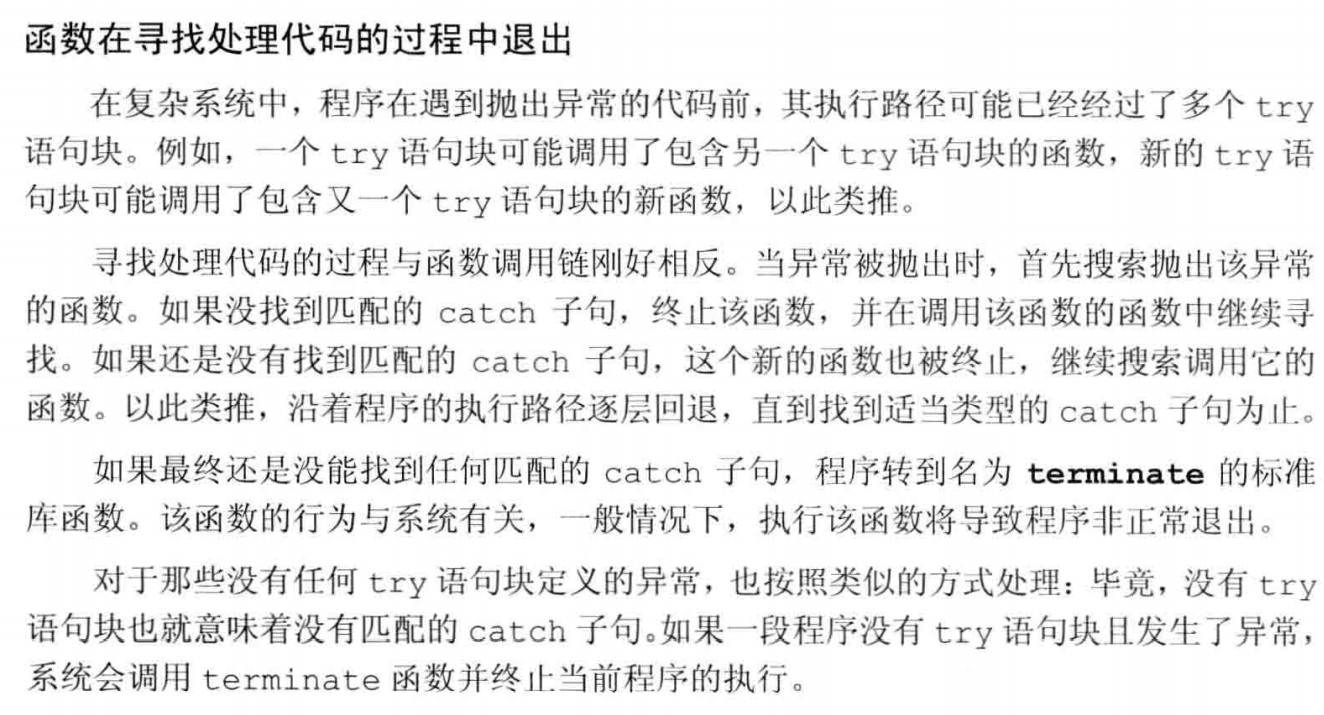 函数在寻找处理代码的过程中退出
在复杂系统中，程序在遇到抛出异常的代码前，其执行路径可能已经经过了多个 try
语句块。例如，一个 try 语句块可能调用了包含另一个 try 语句块的函数，新的 try 语
句块可能调用了包含又一个 try 语句块的新函数，以此类推。
寻找处理代码的过程与函数调用链刚好相反。当异常被抛出时，首先搜索抛出该异常
的函数。如果没找到匹配的 catch 子句，终止该函数，并在调用该函数的函数中继续寻
找。如果还是没有找到匹配的 catch 子句，这个新的函数也被终止，继续搜索调用它的
函数。以此类推，沿着程序的执行路径逐层回退，直到找到适当类型的 catch 子句为止。
如果最终还是没能找到任何匹配的 catch 子句，程序转到名为 terminate 的标准
库函数。该函数的行为与系统有关，一般情况下，执行该函数将导致程序非正常退出。
对于那些没有任何 try 语句块定义的异常，也按照类似的方式处理：毕竟，没有 try
语句块也就意味着没有匹配的 catch 子句。如果一段程序没有 try 语句块且发生了异常，
系统会调用 terminate 函数并终止当前程序的执行。